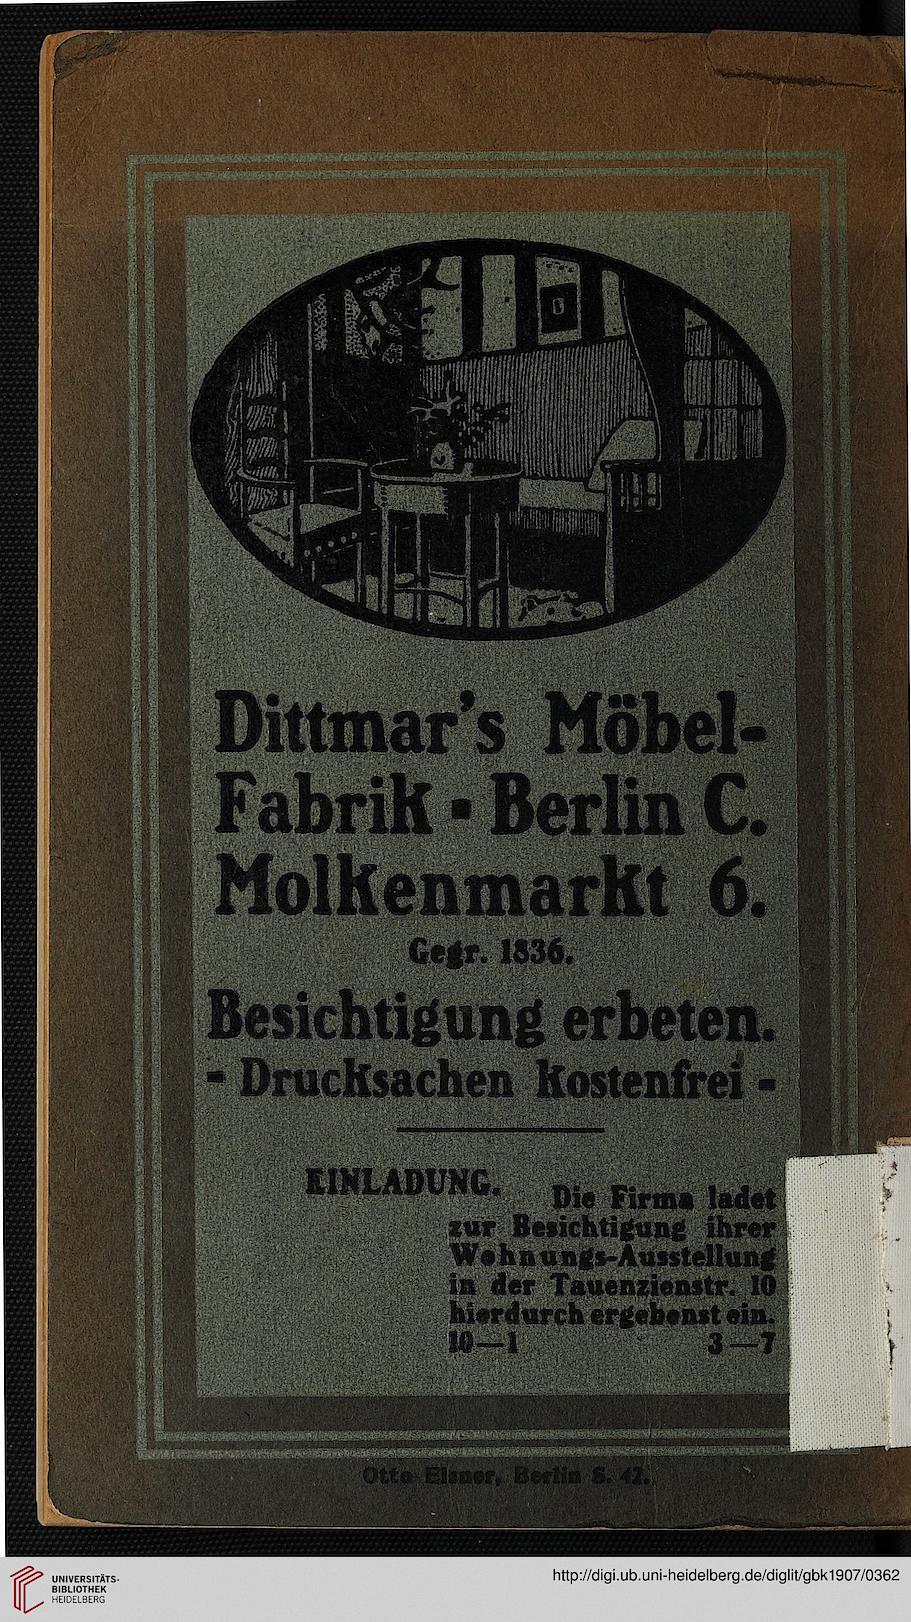 Dittmar's Möbel-
Fabrik ▪ Berlin C.
Molkenmarkt 6.
Gegr. 1836.
Besichtigung erbeten.
- Drucksachen kostenfrei -
EINLADUNG.
Die Firma ladet
zur Besichtigung ihrer
Wohnungs-Ausstellung
in der Tauenzienstr. 10
hierdurch ergebenst ein.
10—1 3—7
Otto Elsner, Berlin S. 42.
UNIVERSITÄTS-
BIBLIOTHEK
HEIDELBERG
http://digi.ub.uni-heidelberg.de/diglit/gbk1907/0362